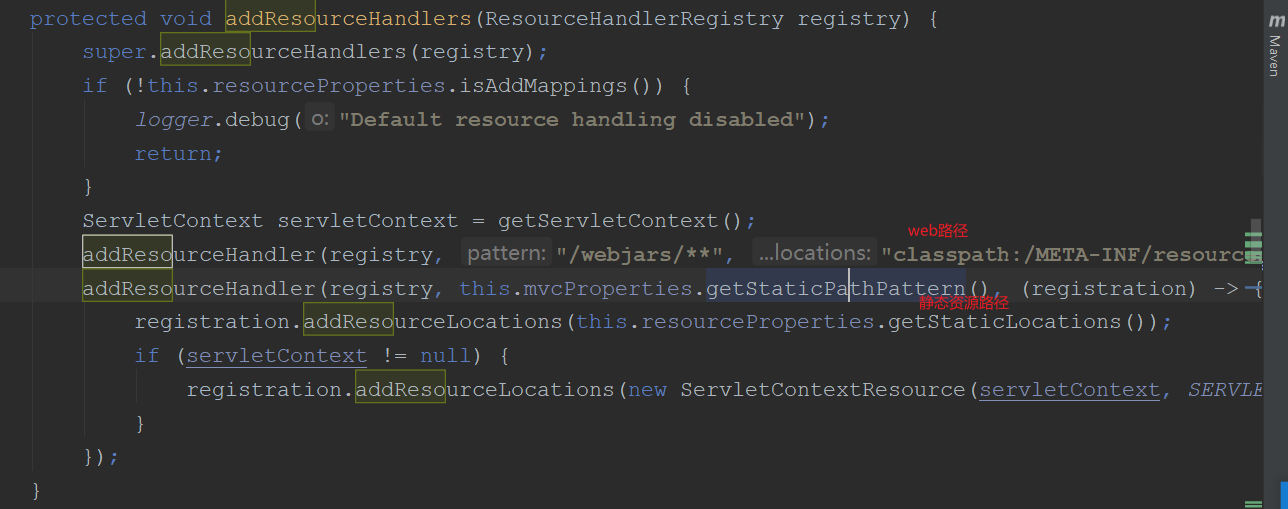 protected void addResourceHandlers(ResourceHandlerRegistry registry) {
super.addResourceHandlers(registry);
if (!this.resourceProperties.isAddMappings()) {
logger.debug( o: "Default resource handling disabled");
return;
}
ServletContext servletContext = getServletContext();
web路径
addResourceHandler(registry, pattern: "/webjars/**", ...locations: "classpath:/META-INF/resource
addResourceHandler(registry, this.mvcProperties.getStaticPathPattern(), (registration) -> {
静态资源路径
registration.addResourceLocations(this.resourceProperties.getStaticLocations());
if (servletContext != null) {
registration.addResourceLocations(new ServletContextResource(servletContext, SERVLE
}
});
}
m
Maven